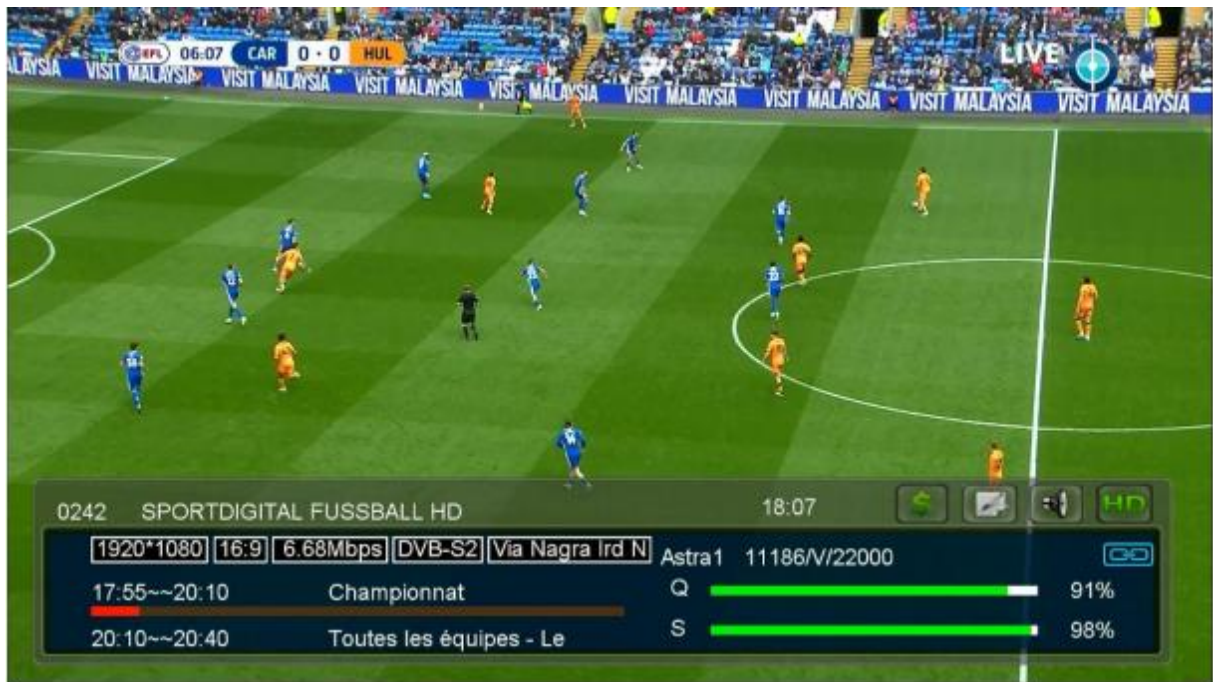 EFL 06:07 CAR 0 - 0 HUL
LIVE
ALAYSIA VISIT MALAYSIA VISIT MALAYSIA VISIT MALAYSIA VISIT MALAYSIA VISIT MALAYSIA VISIT MALAYSIA VISIT MALAYSIA VISIT MALAYSIA
0242 SPORTDIGITAL FUSSBALL HD 18:07 $ HD
1920*1080 16:9 6.68Mbps DVB-S2 Via Nagra Ird N Astra1 11186/V/22000
17:55~~20:10 Championnat Q 91%
20:10~~20:40 Toutes les équipes - Le S 98%